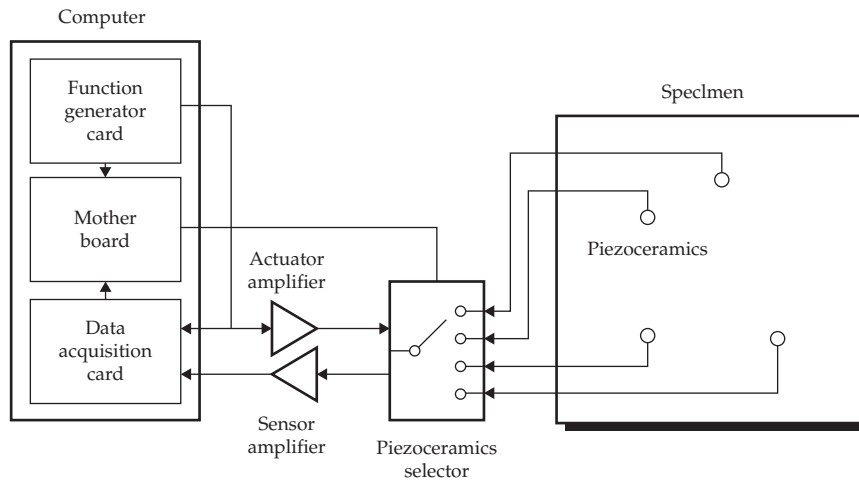 Computer
Function
generator
card
Mother
board
Data
acquisition
card
Actuator
amplifier
Sensor
amplifier
Piezoceramics
selector
Speclmen
Piezoceramics